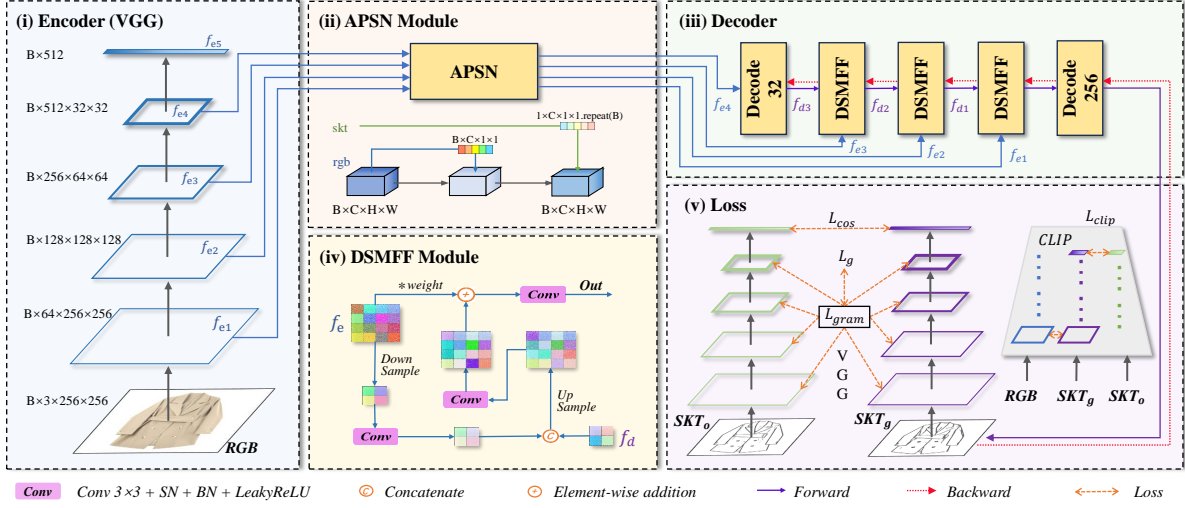 (i) Encoder (VGG)
B×512
f_e5
B×512×32×32
f_e4
B×256×64×64
f_e3
B×128×128×128
f_e2
B×64×256×256
f_e1
B×3×256×256
RGB
(ii) APSN Module
APSN
skt
1×C×1×1.repeat(B)
rgb
B×C×1×1
B×C×H×W
B×C×H×W
(iii) Decoder
Decode
32
DSMFF
DSMFF
DSMFF
Decode
256
f_e4
f_d3
f_d2
f_d1
f_e3
f_e2
f_e1
(iv) DSMFF Module
*weight
+
Conv
Out
f_e
Down
Sample
Conv
Up
Sample
Conv
C
f_d
(v) Loss
L_cos
L_g
L_gram
V
G
G
SKT_o
SKT_g
L_clip
CLIP
RGB
SKT_g
SKT_o
Conv
Conv 3×3 + SN + BN + LeakyReLU
C
Concatenate
+
Element-wise addition
Forward
Backward
Loss